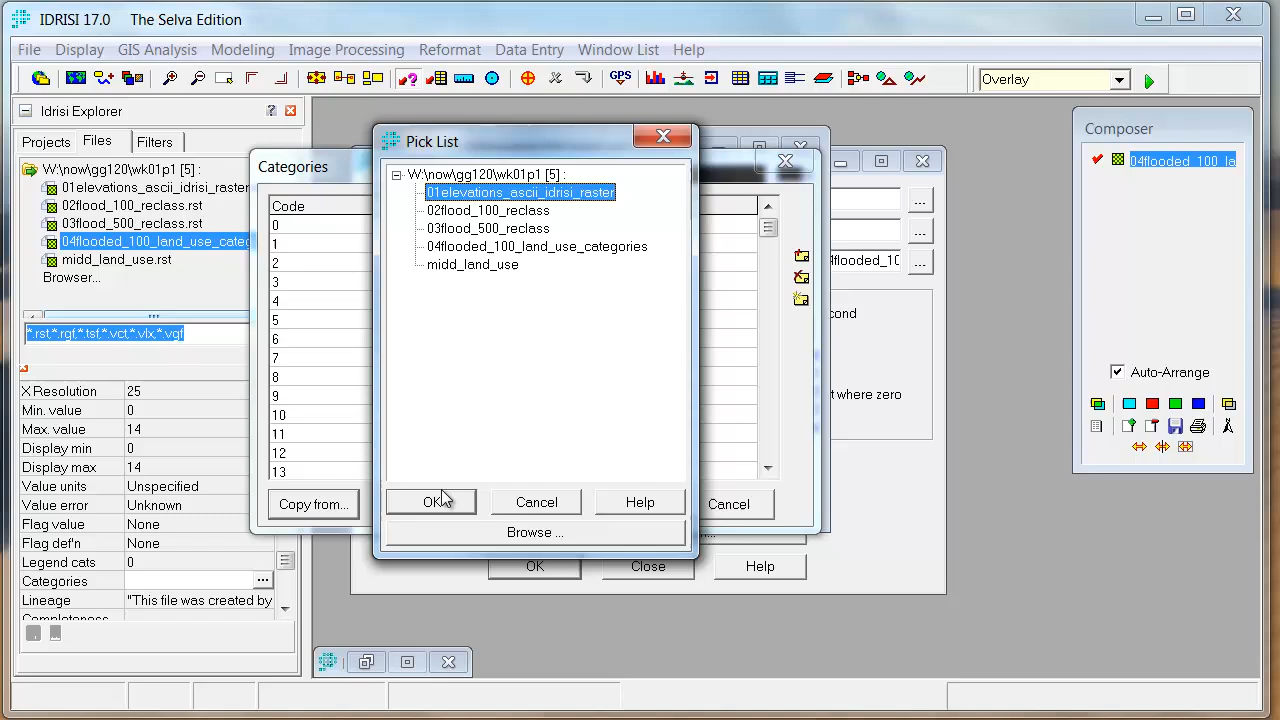 IDRISI 17.0 The Selva Edition
File Display GIS Analysis Modeling Image Processing Reformat Data Entry Window List Help
GPS
Overlay
Idrisi Explorer
Projects Files Filters
W:\now\gg120\wk01p1 [5] :
01elevations_ascii_idrisi_raster
02flood_100_reclass.rst
03flood_500_reclass.rst
04flooded_100_land_use_categ
midd_land_use.rst
Browser...
*.rst,*.rgf,*.tsf,*.vct,*.vlx,*.vgf
X Resolution 25
Min. value 0
Max. value 14
Display min 0
Display max 14
Value units Unspecified
Value error Unknown
Flag value None
Flag def'n None
Legend cats 0
Categories ...
Lineage "This file was created by
Completeness
Categories
Code
0
1
2
3
4
5
6
7
8
9
10
11
12
13
Copy from...
Cancel
Pick List
W:\now\gg120\wk01p1 [5] :
01elevations_ascii_idrisi_raster
02flood_100_reclass
03flood_500_reclass
04flooded_100_land_use_categories
midd_land_use
OK Cancel Help
Browse ...
...
...
4flooded_1( ...
cond
t where zero
OK Close Help
Composer
04flooded_100_la
Auto-Arrange